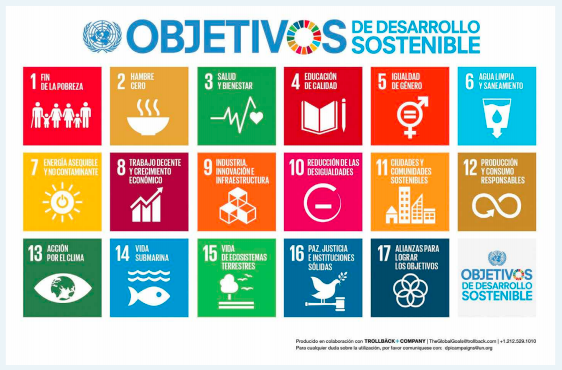 OBJETIVOS DE DESARROLLO SOSTENIBLE
1 FIN
DE LA POBREZA
2 HAMBRE
CERO
3 SALUD
Y BIENESTAR
4 EDUCACIÓN
DE CALIDAD
5 IGUALDAD
DE GÉNERO
6 AGUA LIMPIA
Y SANEAMIENTO
7 ENERGÍA ASEQUIBLE
Y NO CONTAMINANTE
8 TRABAJO DECENTE
Y CRECIMIENTO
ECONÓMICO
9 INDUSTRIA,
INNOVACIÓN E
INFRAESTRUCTURA
10 REDUCCIÓN DE LAS
DESIGUALDADES
11 CIUDADES Y
COMUNIDADES
SOSTENIBLES
12 PRODUCCIÓN
Y CONSUMO
RESPONSABLES
13 ACCIÓN
POR EL CLIMA
14 VIDA
SUBMARINA
15 VIDA
DE ECOSISTEMAS
TERRESTRES
16 PAZ, JUSTICIA
E INSTITUCIONES
SÓLIDAS
17 ALIANZAS PARA
LOGRAR
LOS OBJETIVOS
OBJETIVOS
DE DESARROLLO
SOSTENIBLE
Producido en colaboración con TROLLBÄCK + COMPANY | TheGlobalGoals@trollback.com | +1.212.529.1010
Para cualquier duda sobre la utilización, por favor comuníquese con: dpicampaigns@un.org